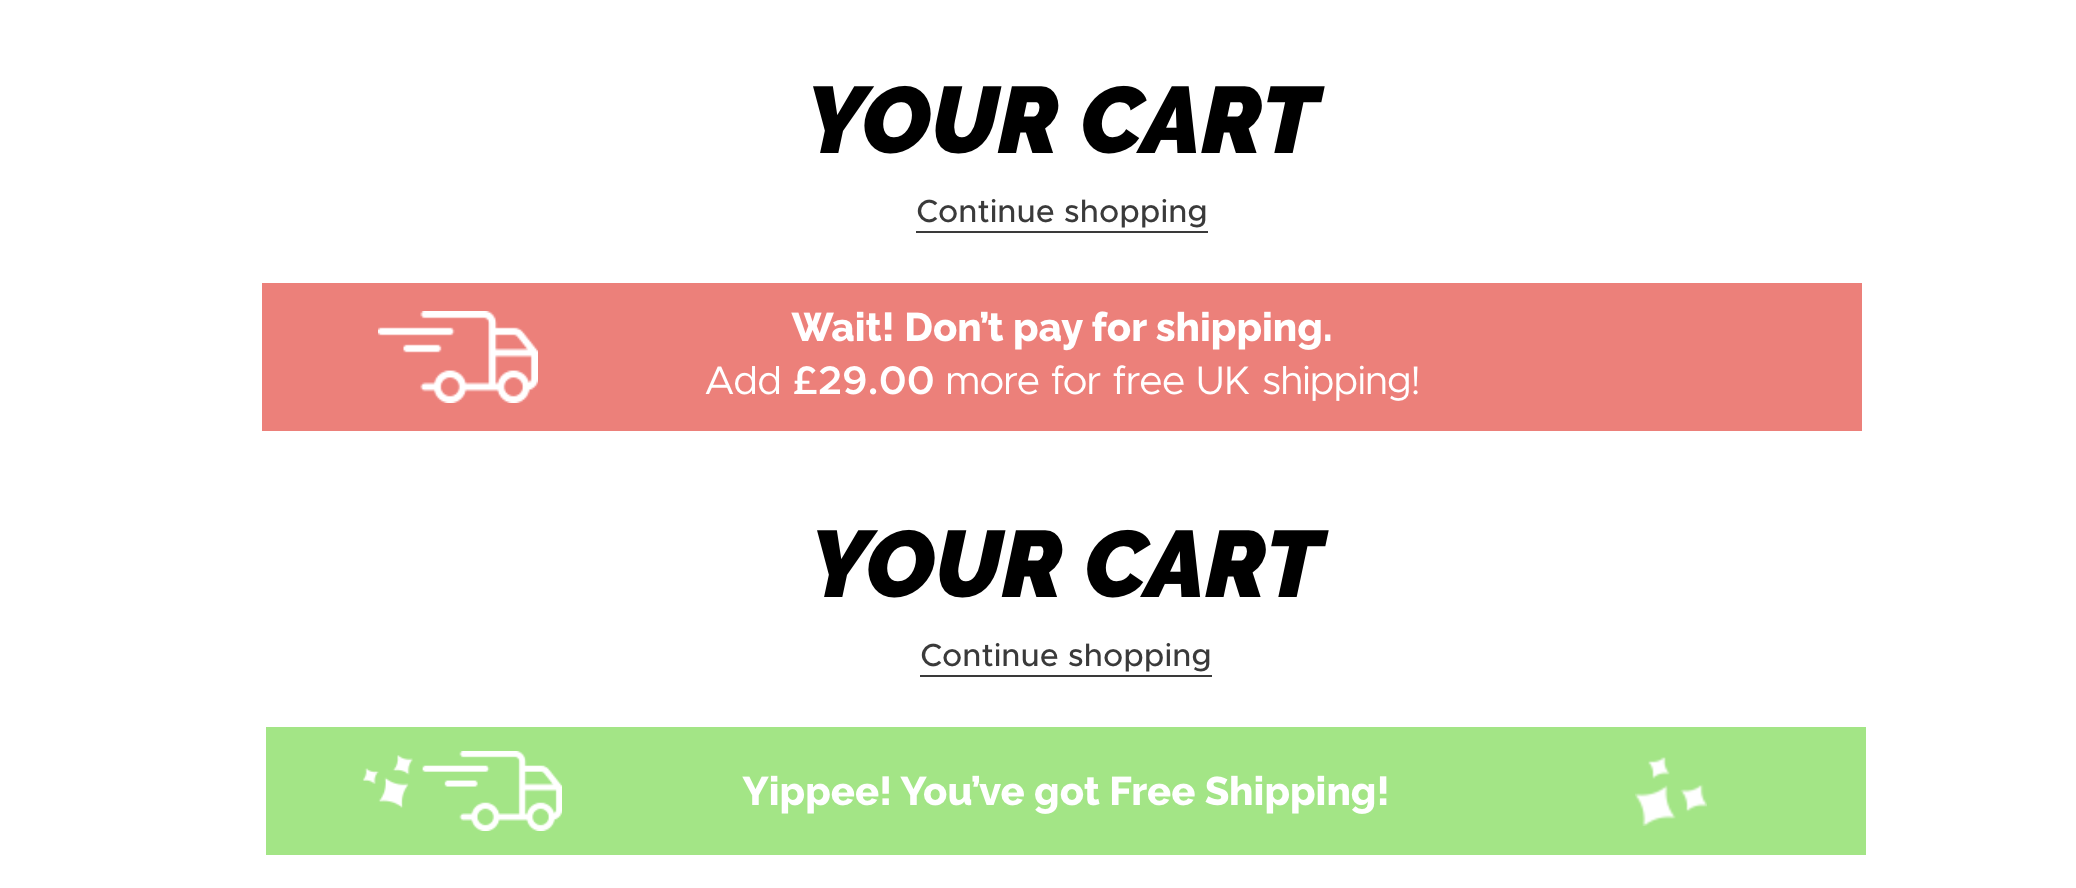 YOUR CART
Continue shopping
Wait! Don’t pay for shipping.
Add £29.00 more for free UK shipping!
YOUR CART
Continue shopping
Yippee! You’ve got Free Shipping!